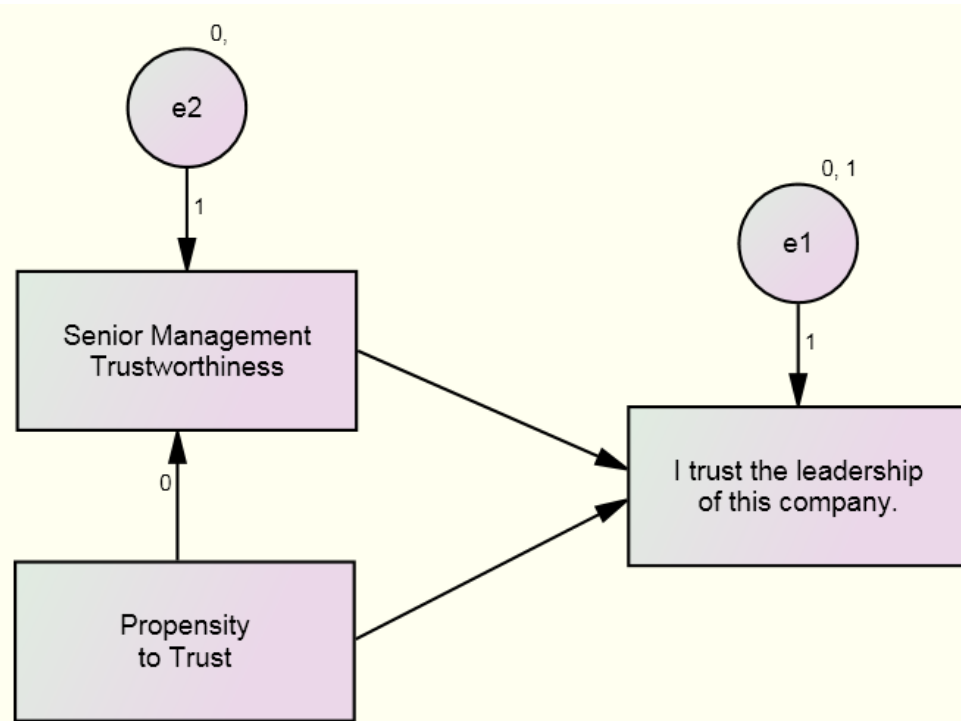 0,
e2
1
0, 1
e1
1
Senior Management
Trustworthiness
I trust the leadership
of this company.
0
Propensity
to Trust